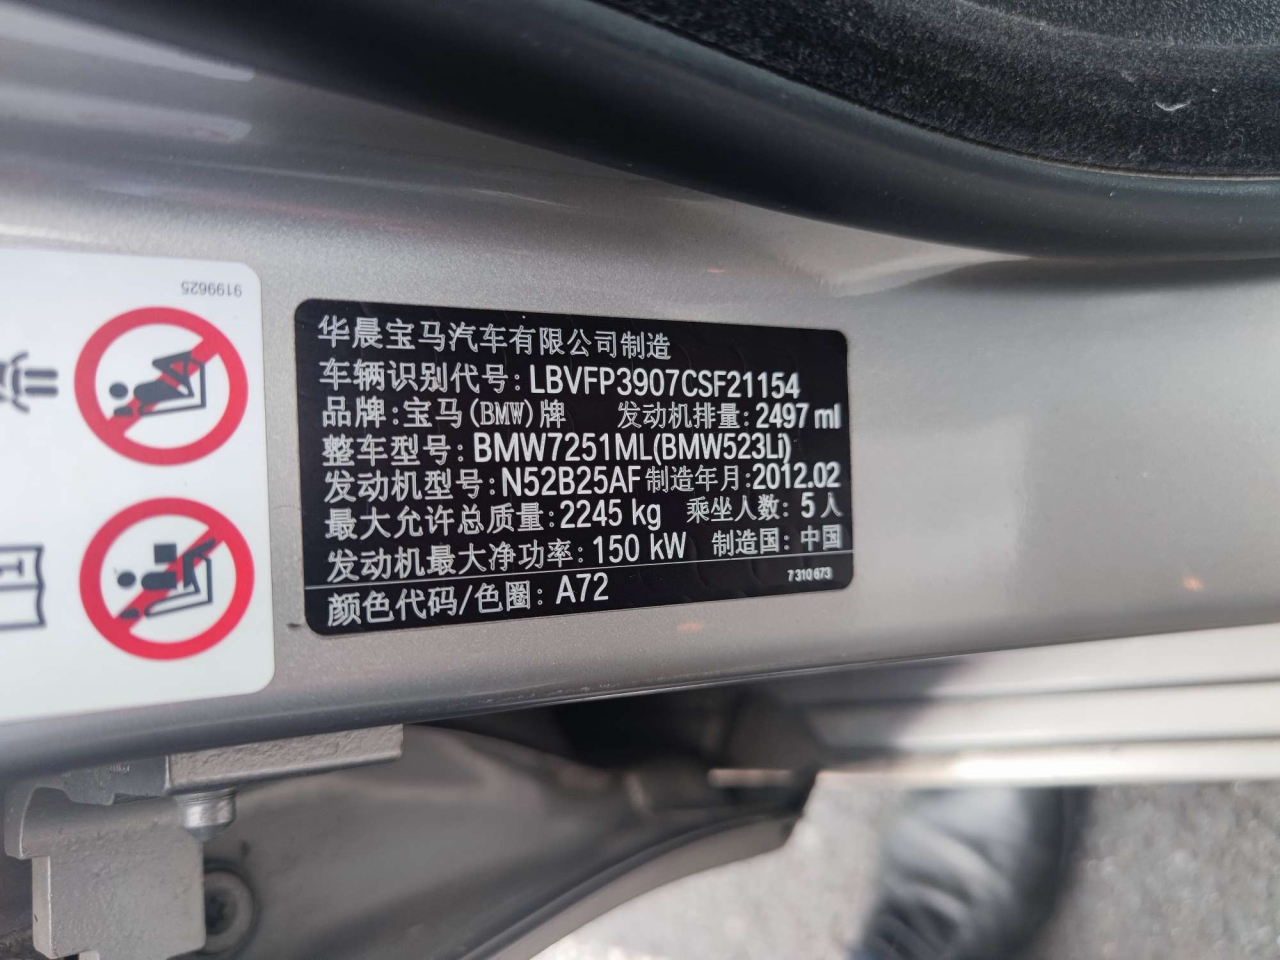 9199625
华晨宝马汽车有限公司制造
车辆识别代号: LBVFP3907CSF21154
品牌: 宝马(BMW)牌 发动机排量: 2497 ml
整车型号: BMW7251ML(BMW523Li)
发动机型号: N52B25AF 制造年月: 2012.02
最大允许总质量: 2245 kg 乘坐人数: 5 人
发动机最大净功率: 150 kW 制造国: 中国
7 310 673
颜色代码/色圈: A72